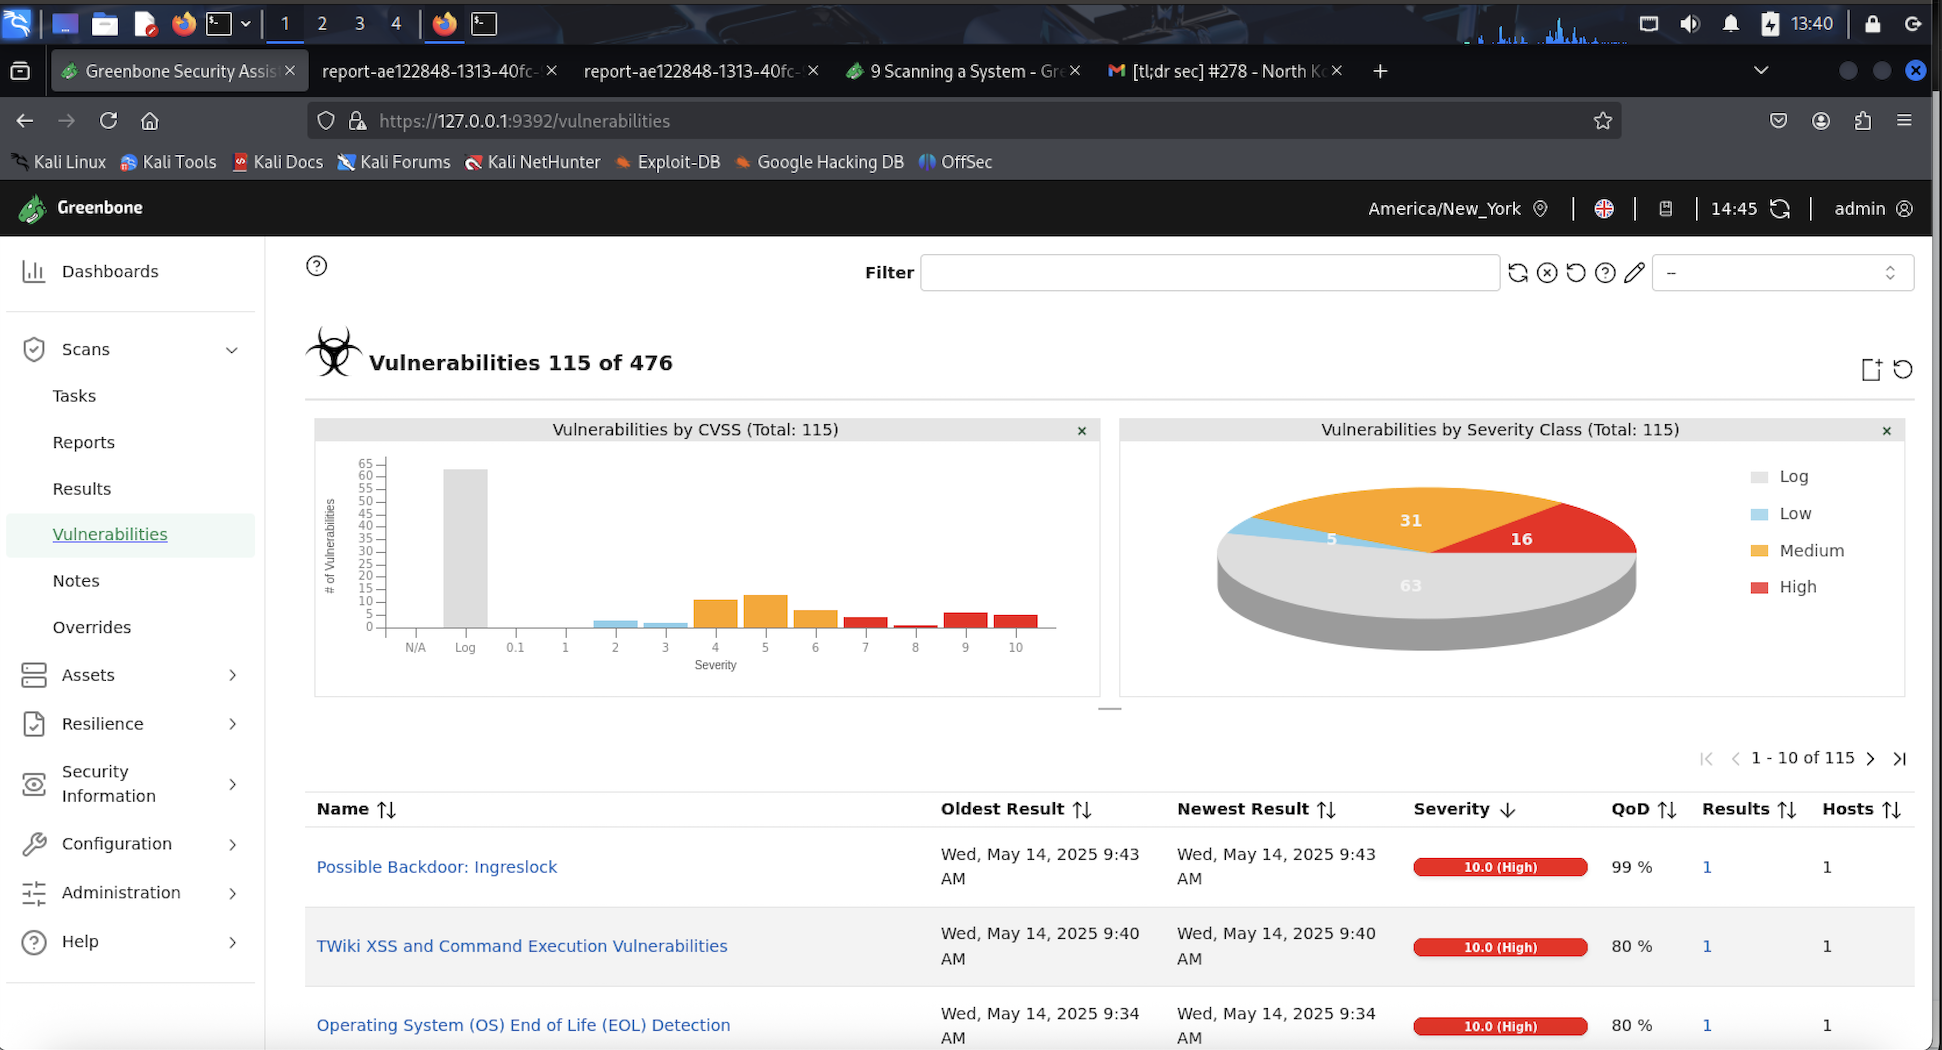 1 2 3 4 13:40
Greenbone Security Assis report-ae122848-1313-40fc- report-ae122848-1313-40fc- 9 Scanning a System - Gre [tl;dr sec] #278 - North Ko
https://127.0.0.1:9392/vulnerabilities
Kali Linux Kali Tools Kali Docs Kali Forums Kali NetHunter Exploit-DB Google Hacking DB OffSec
Greenbone America/New_York 14:45 admin
Dashboards
Scans
Tasks
Reports
Results
Vulnerabilities
Notes
Overrides
Assets
Resilience
Security
Information
Configuration
Administration
Help
Filter --
Vulnerabilities 115 of 476
Vulnerabilities by CVSS (Total: 115)
# of Vulnerabilities
65
60
55
50
45
40
35
30
25
20
15
10
5
0
N/A Log 0.1 1 2 3 4 5 6 7 8 9 10
Severity
Vulnerabilities by Severity Class (Total: 115)
31
5
16
63
Log
Low
Medium
High
1 - 10 of 115
Name Oldest Result Newest Result Severity QoD Results Hosts
Possible Backdoor: Ingreslock Wed, May 14, 2025 9:43 AM Wed, May 14, 2025 9:43 AM 10.0 (High) 99 % 1 1
TWiki XSS and Command Execution Vulnerabilities Wed, May 14, 2025 9:40 AM Wed, May 14, 2025 9:40 AM 10.0 (High) 80 % 1 1
Operating System (OS) End of Life (EOL) Detection Wed, May 14, 2025 9:34 AM Wed, May 14, 2025 9:34 AM 10.0 (High) 80 % 1 1